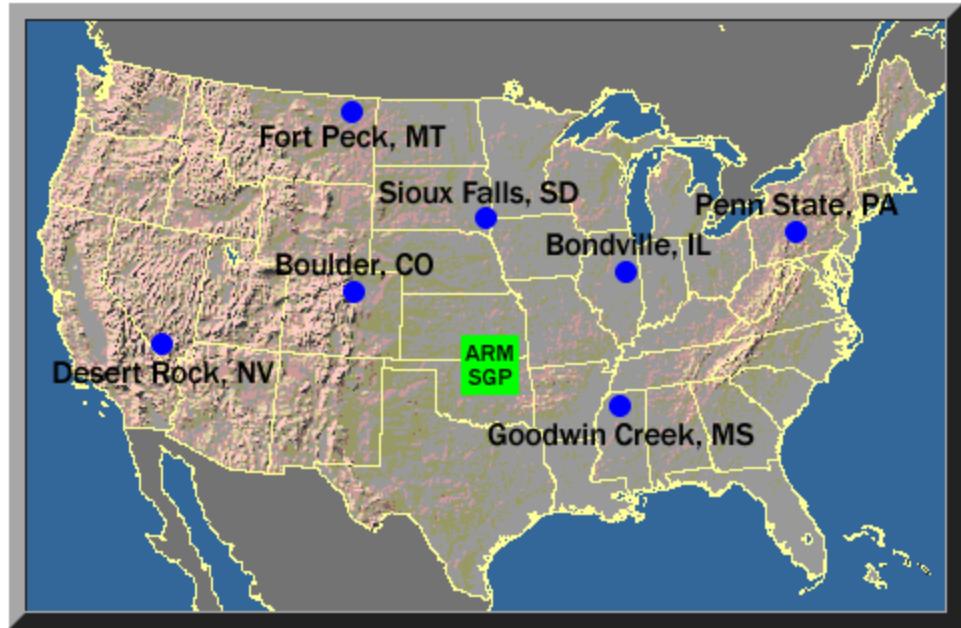 Fort Peck, MT
Sioux Falls, SD
Penn State, PA
Bondville, IL
Boulder, CO
ARM
SGP
Desert Rock, NV
Goodwin Creek, MS